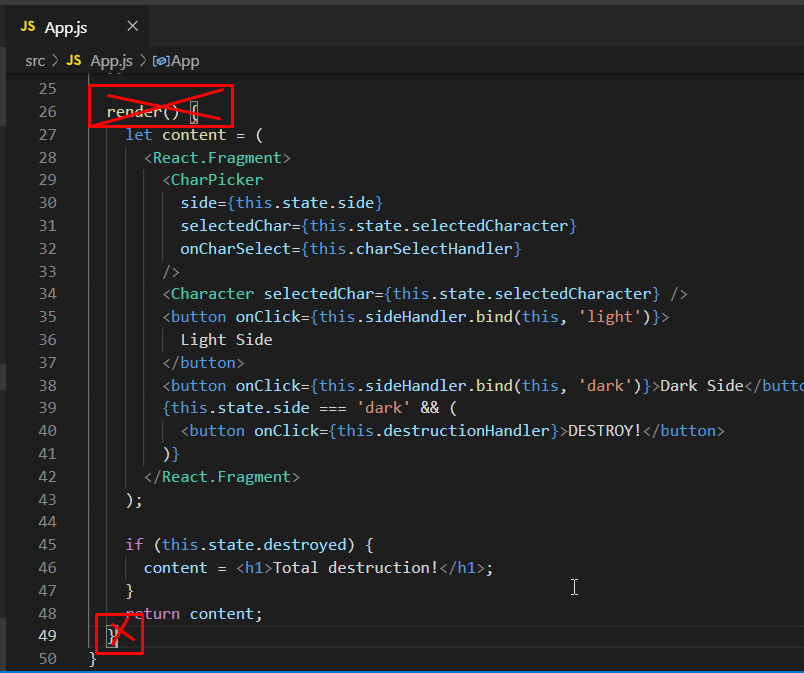 JS App.js ×
src > JS App.js > App
25
26 render() {
27 let content = (
28 <React.Fragment>
29 <CharPicker
30 side={this.state.side}
31 selectedChar={this.state.selectedCharacter}
32 onCharSelect={this.charSelectHandler}
33 />
34 <Character selectedChar={this.state.selectedCharacter} />
35 <button onClick={this.sideHandler.bind(this, 'light')}>
36 Light Side
37 </button>
38 <button onClick={this.sideHandler.bind(this, 'dark')}>Dark Side</butto
39 {this.state.side === 'dark' && (
40 <button onClick={this.destructionHandler}>DESTROY!</button>
41 )}
42 </React.Fragment>
43 );
44
45 if (this.state.destroyed) {
46 content = <h1>Total destruction!</h1>;
47 }
48 return content;
49 }
50 }